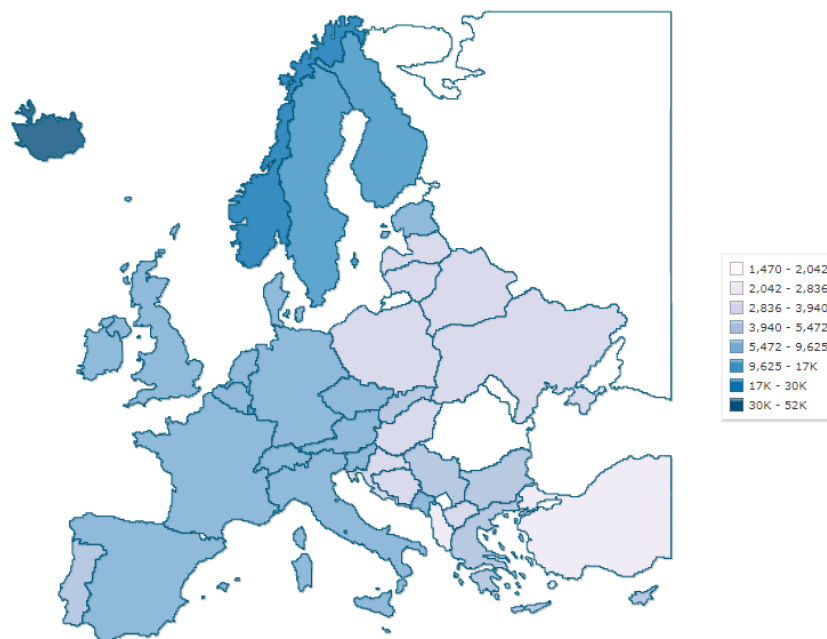 1,470 - 2,042
2,042 - 2,836
2,836 - 3,940
3,940 - 5,472
5,472 - 9,625
9,625 - 17K
17K - 30K
30K - 52K